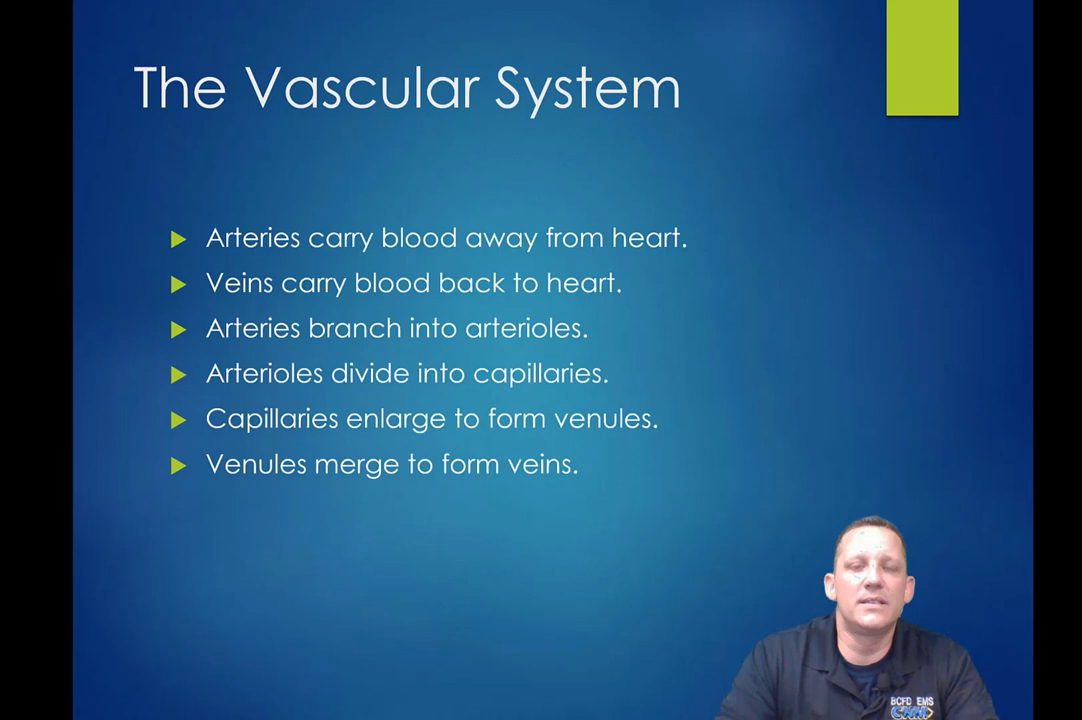 The Vascular System
Arteries carry blood away from heart.
Veins carry blood back to heart.
Arteries branch into arterioles.
Arterioles divide into capillaries.
Capillaries enlarge to form venules.
Venules merge to form veins.
BCFD EMS